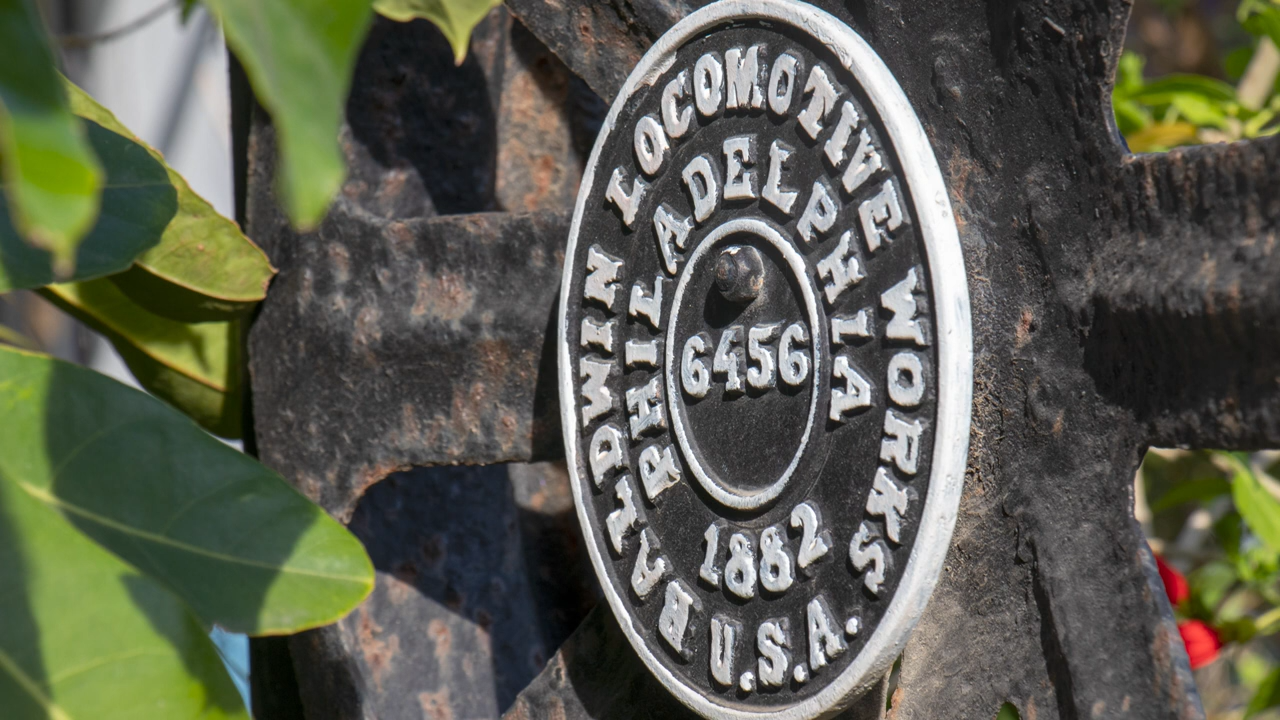 BALDWIN LOCOMOTIVE WORKS
PHILADELPHIA
6456
1882
U.S.A.